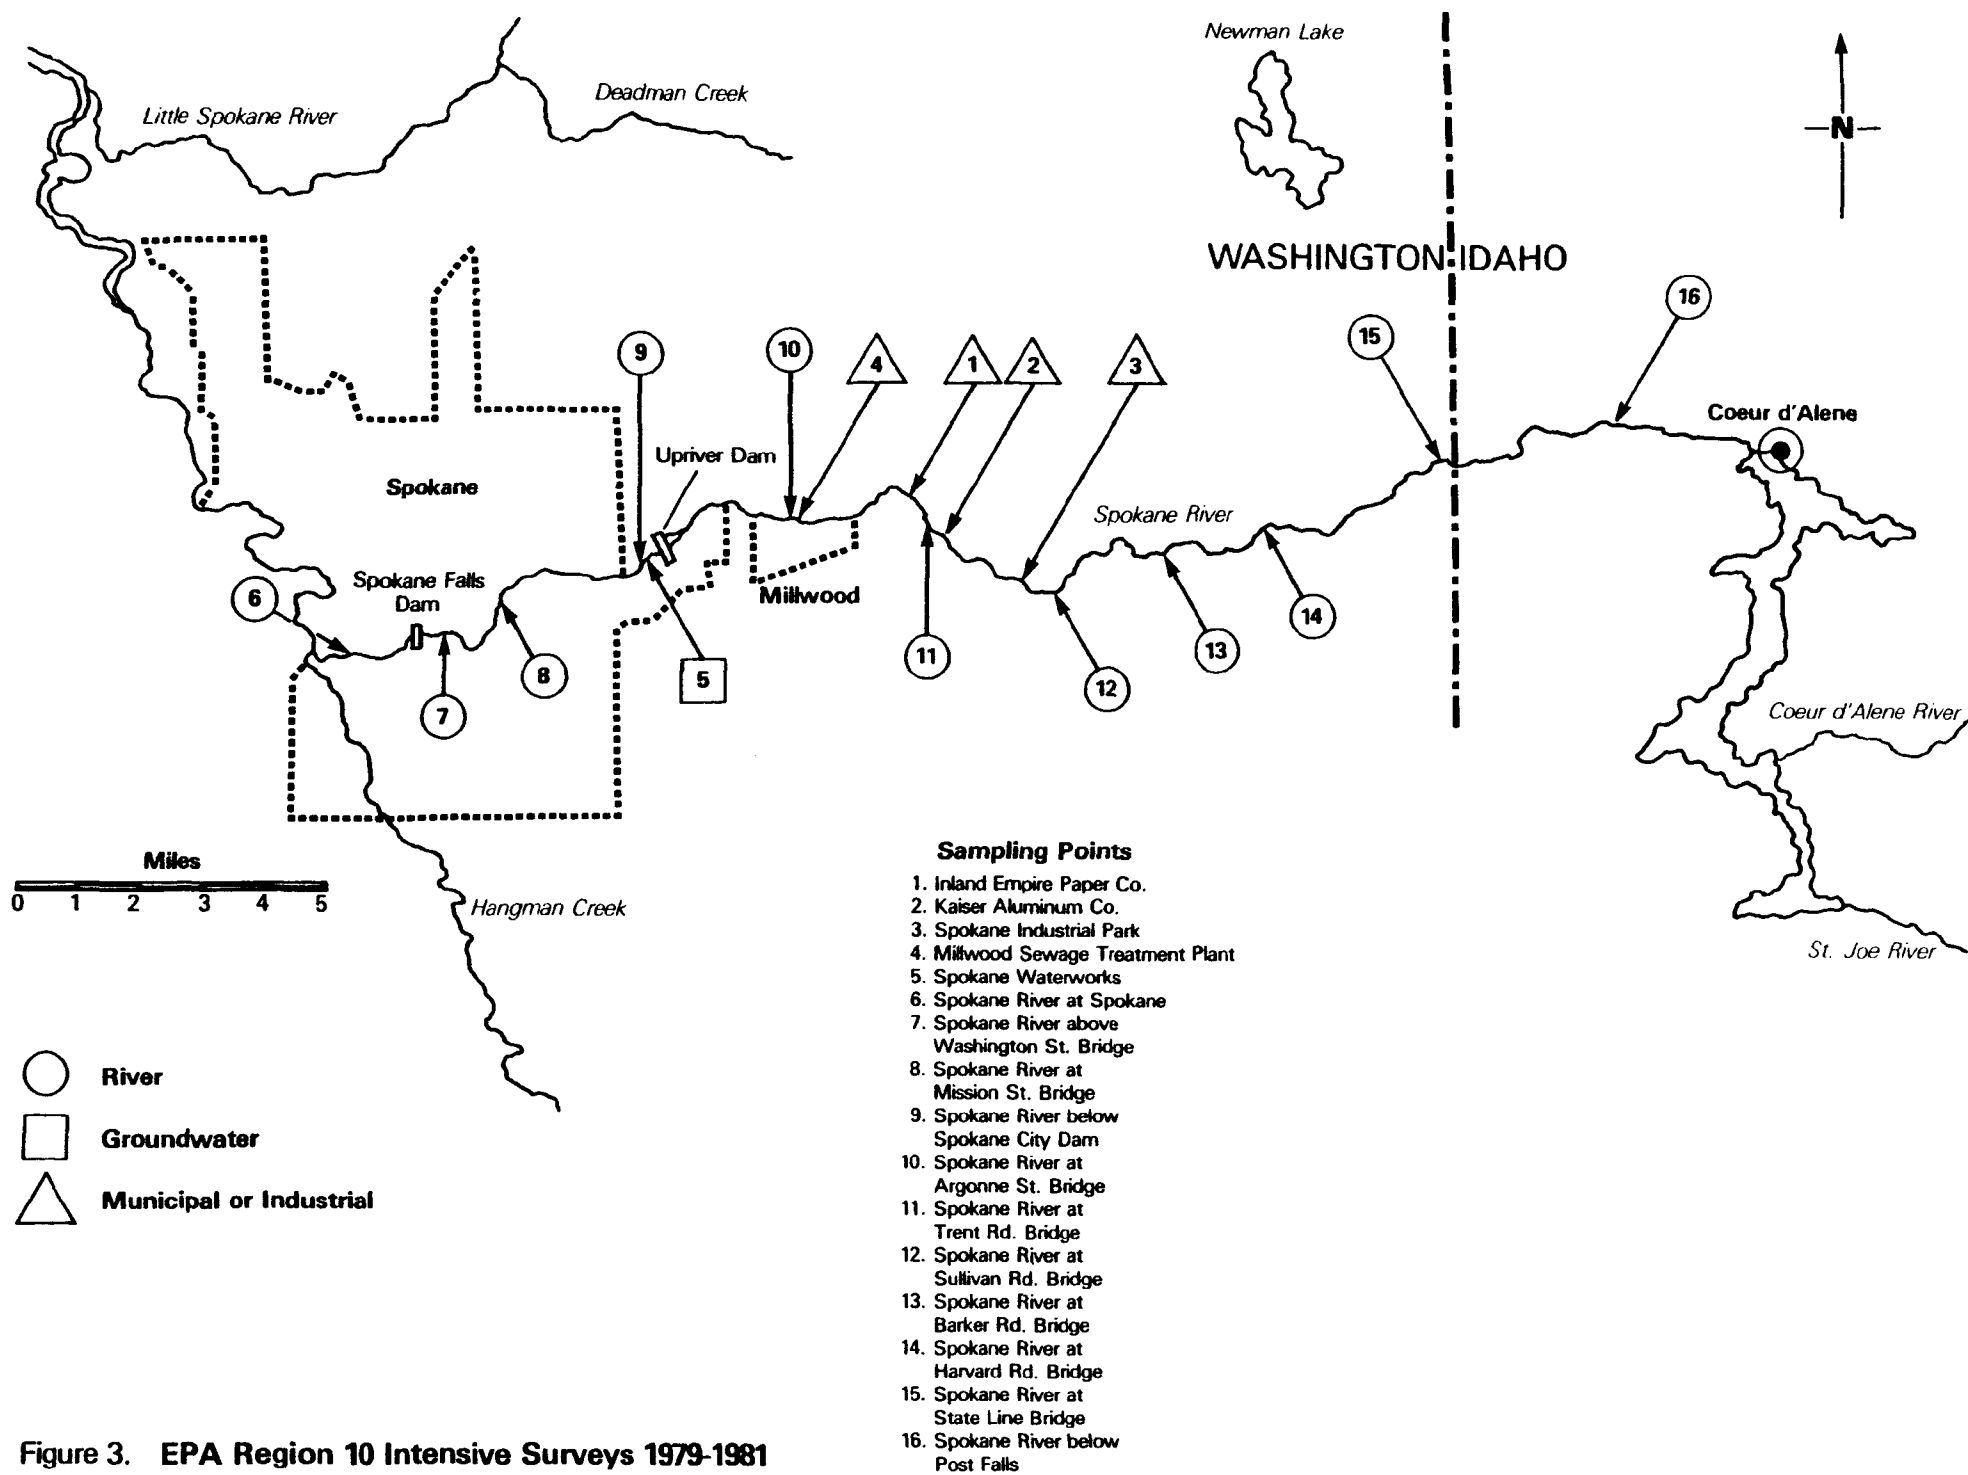 Newman Lake
Little Spokane River
Deadman Creek
N
WASHINGTON IDAHO
16
15
9
10
4
1
2
3
Coeur d'Alene
Upriver Dam
Spokane
Spokane River
Spokane Falls
Dam
6
Millwood
14
13
11
8
5
12
7
Coeur d'Alene River
Miles
0 1 2 3 4 5
Hangman Creek
St. Joe River
Sampling Points
1. Inland Empire Paper Co.
2. Kaiser Aluminum Co.
3. Spokane Industrial Park
4. Millwood Sewage Treatment Plant
5. Spokane Waterworks
6. Spokane River at Spokane
7. Spokane River above
Washington St. Bridge
8. Spokane River at
Mission St. Bridge
9. Spokane River below
Spokane City Dam
10. Spokane River at
Argonne St. Bridge
11. Spokane River at
Trent Rd. Bridge
12. Spokane River at
Sullivan Rd. Bridge
13. Spokane River at
Barker Rd. Bridge
14. Spokane River at
Harvard Rd. Bridge
15. Spokane River at
State Line Bridge
16. Spokane River below
Post Falls
River
Groundwater
Municipal or Industrial
Figure 3. EPA Region 10 Intensive Surveys 1979-1981